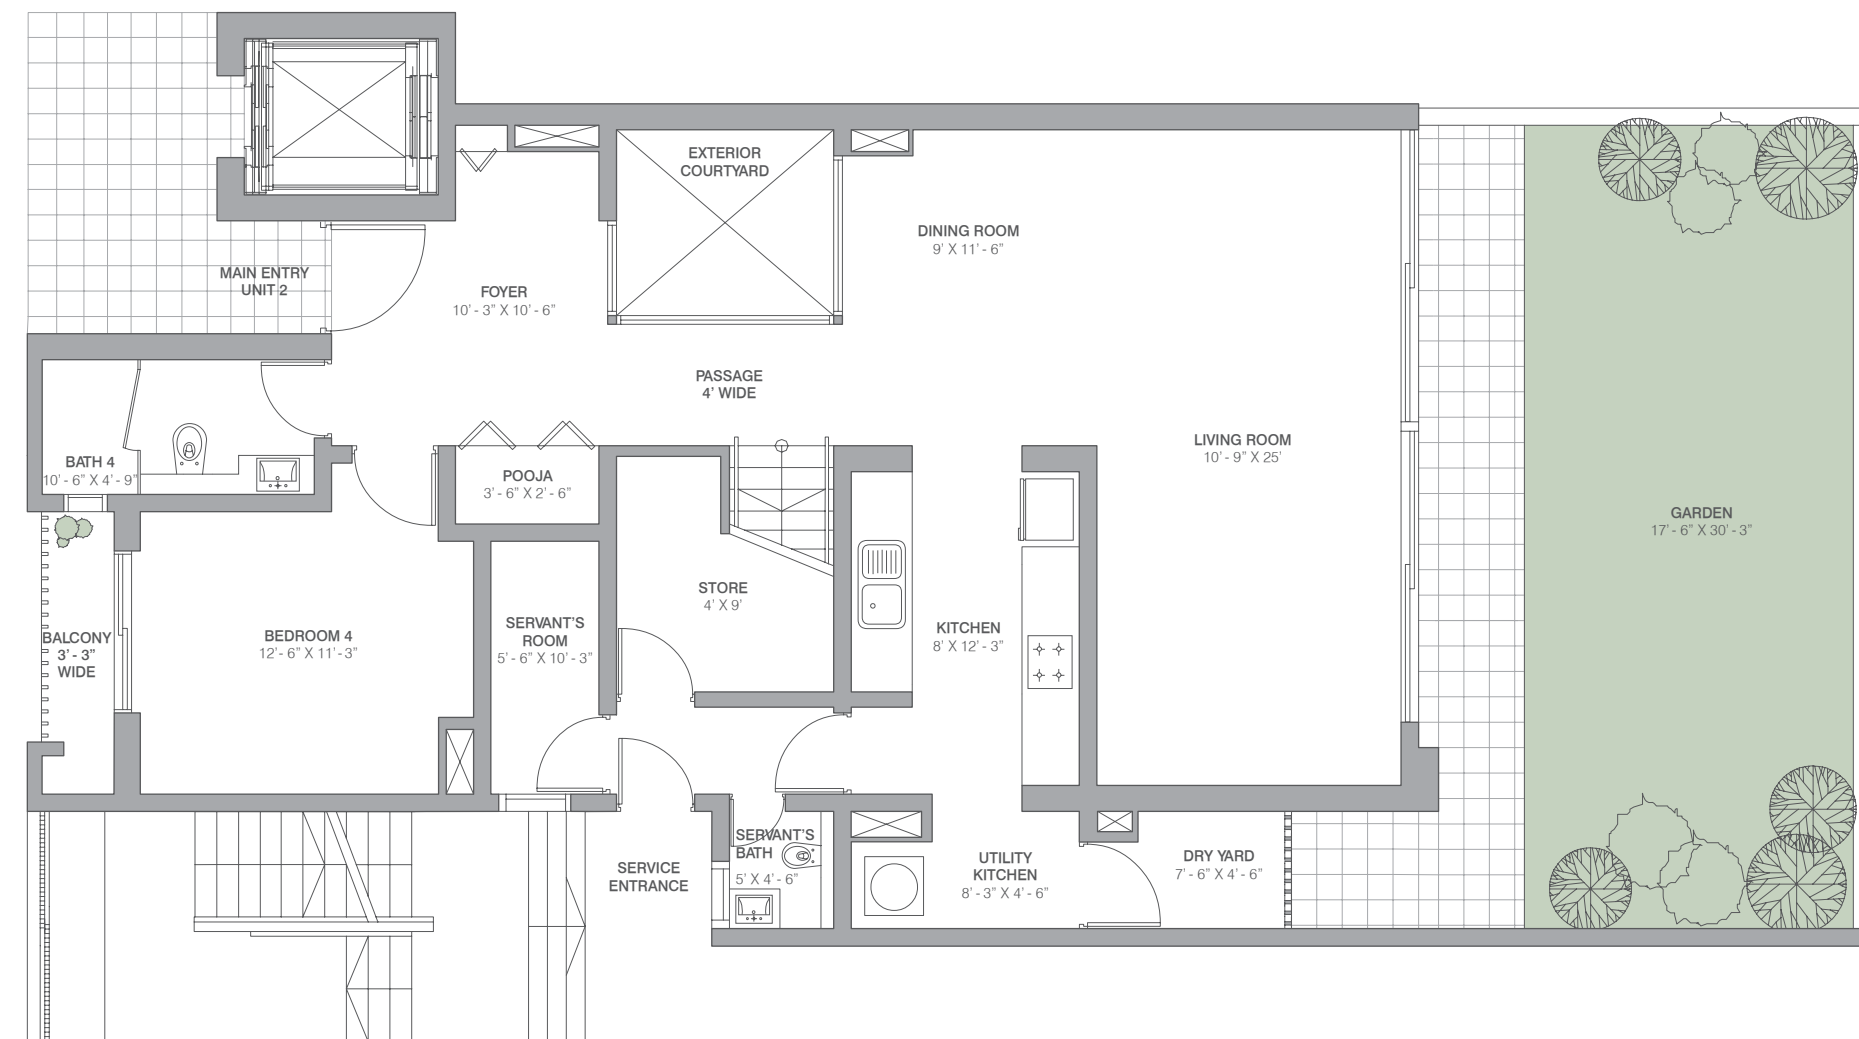 EXTERIOR
COURTYARD
DINING ROOM
9' X 11' - 6"
MAIN ENTRY
UNIT 2
FOYER
10' - 3" X 10' - 6"
PASSAGE
4' WIDE
LIVING ROOM
10' - 9" X 25'
BATH 4
10' - 6" X 4' - 9"
POOJA
3' - 6" X 2' - 6"
GARDEN
17' - 6" X 30' - 3"
STORE
4' X 9'
SERVANT'S
ROOM
5' - 6" X 10' - 3"
KITCHEN
8' X 12' - 3"
BALCONY
3' - 3"
WIDE
BEDROOM 4
12' - 6" X 11' - 3"
SERVANT'S
BATH
5' X 4' - 6"
SERVICE
ENTRANCE
UTILITY
KITCHEN
8' - 3" X 4' - 6"
DRY YARD
7' - 6" X 4' - 6"